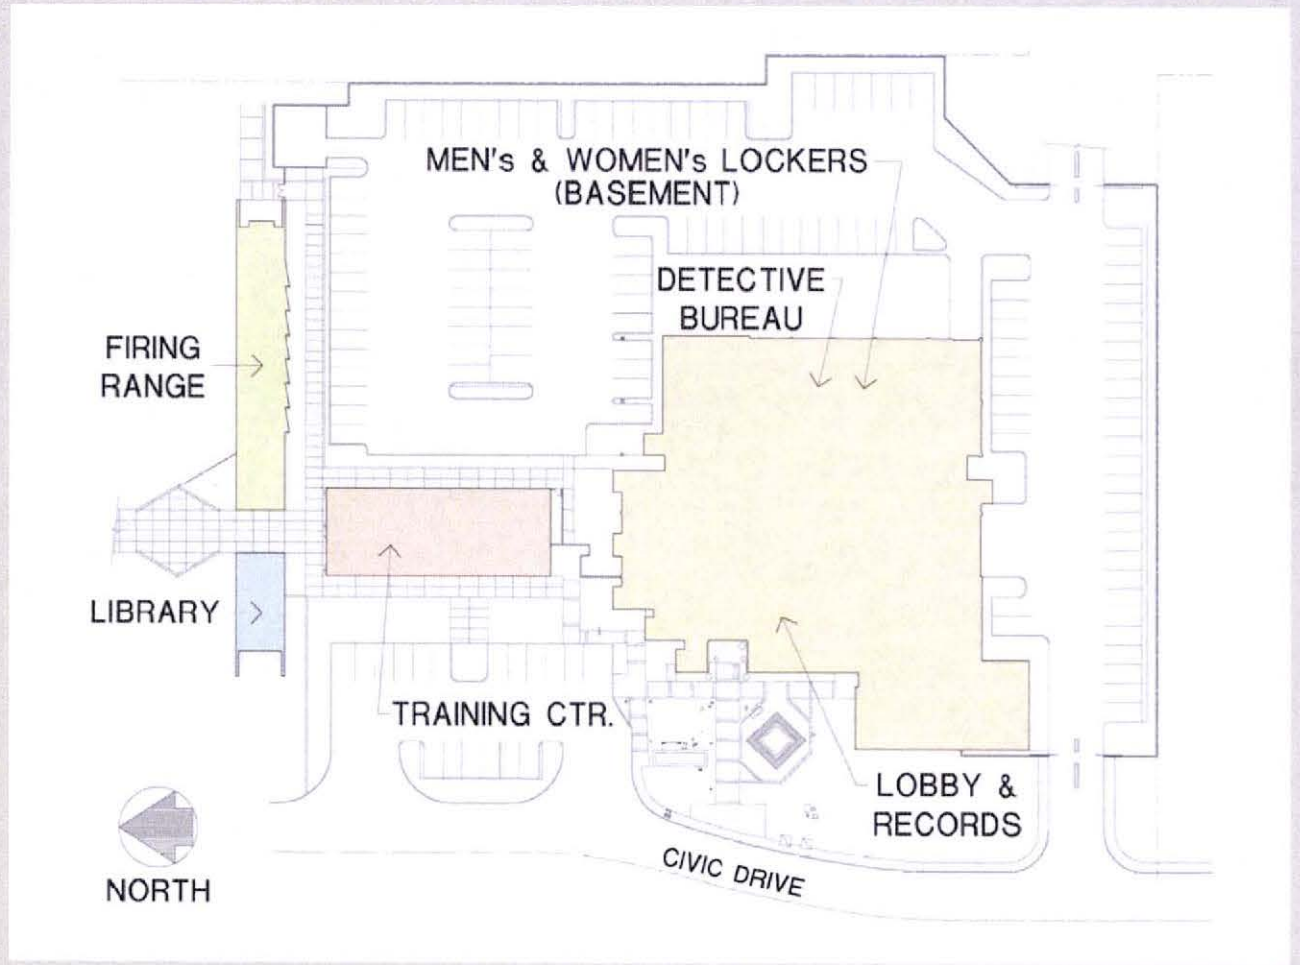 MEN's & WOMEN's LOCKERS
(BASEMENT)
DETECTIVE
BUREAU
FIRING
RANGE
LIBRARY
TRAINING CTR.
LOBBY &
RECORDS
CIVIC DRIVE
NORTH